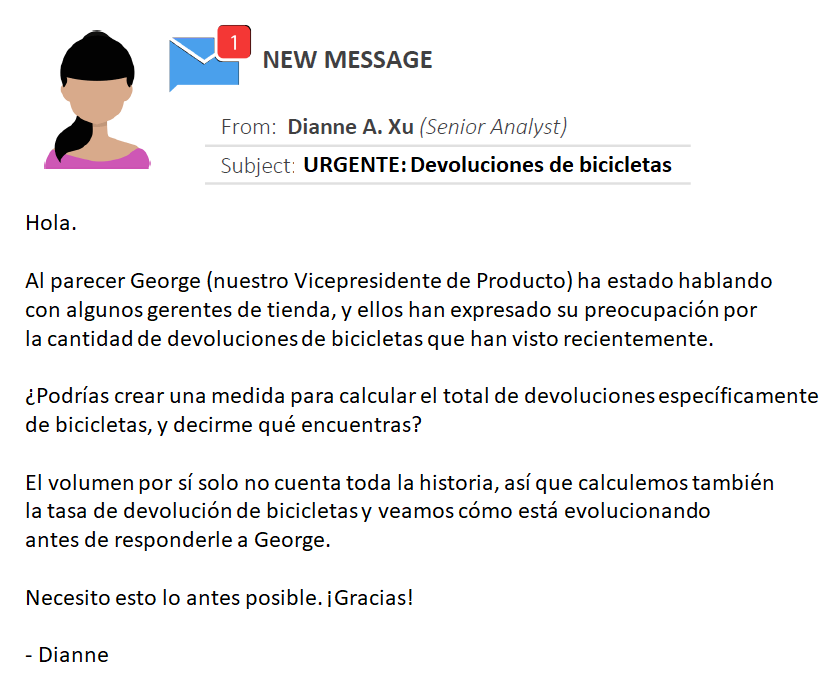 1
NEW MESSAGE
From: Dianne A. Xu (Senior Analyst)
Subject: URGENTE: Devoluciones de bicicletas
Hola.
Al parecer George (nuestro Vicepresidente de Producto) ha estado hablando
con algunos gerentes de tienda, y ellos han expresado su preocupación por
la cantidad de devoluciones de bicicletas que han visto recientemente.
¿Podrías crear una medida para calcular el total de devoluciones específicamente
de bicicletas, y decirme qué encuentras?
El volumen por sí solo no cuenta toda la historia, así que calculemos también
la tasa de devolución de bicicletas y veamos cómo está evolucionando
antes de responderle a George.
Necesito esto lo antes posible. ¡Gracias!
- Dianne